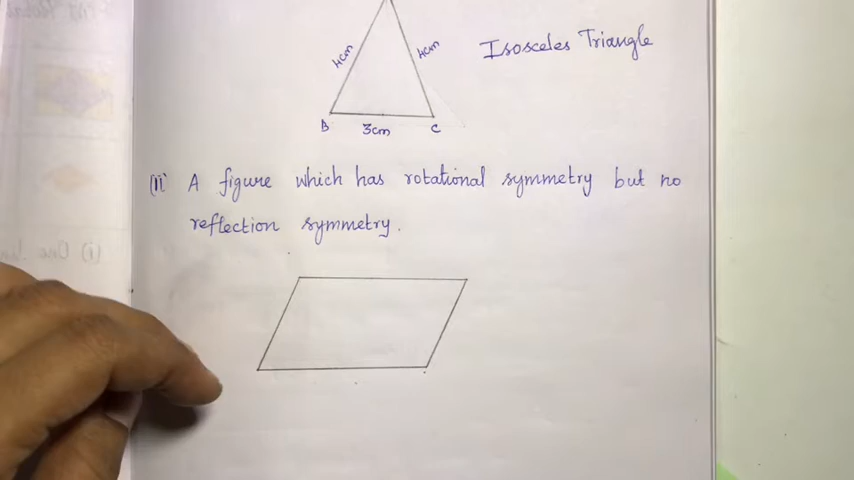 4cm
4cm
Isosceles Triangle
B
3cm
C
(ii) A figure which has rotational symmetry but no
reflection symmetry.